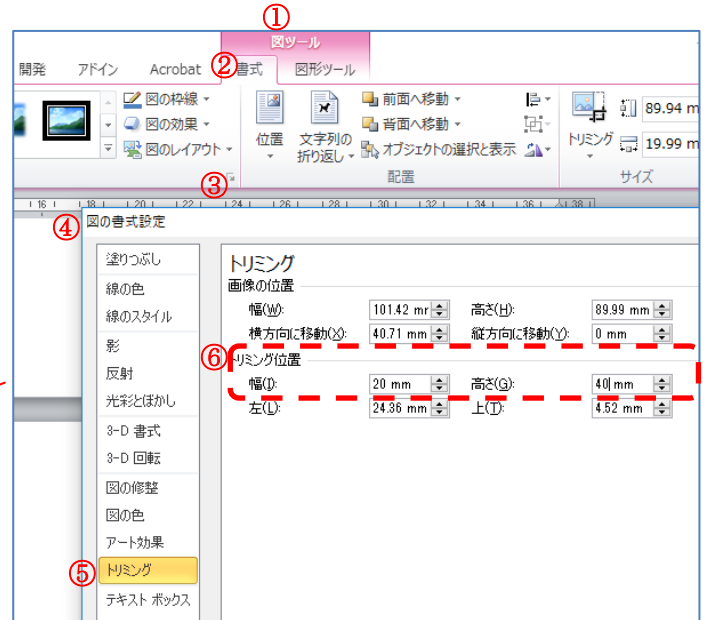 ①
図ツール
開発 アドイン Acrobat ②書式 図形ツール
図の枠線 前面へ移動 89.94 m
図の効果 背面へ移動
図のレイアウト オブジェクトの選択と表示 19.99 m
位置 文字列の折り返し トリミング
③ 配置 サイズ
16 18 20 22 24 26 28 30 32 34 36 38
④ 図の書式設定
塗りつぶし
線の色
線のスタイル
影
反射
光彩とぼかし
3-D 書式
3-D 回転
図の修整
図の色
アート効果
⑤ トリミング
テキスト ボックス
トリミング
画像の位置
幅(W): 101.42 mr 高さ(H): 89.99 mm
横方向に移動(X): 40.71 mm 縦方向に移動(Y): 0 mm
⑥トリミング位置
幅(I): 20 mm 高さ(G): 40 mm
左(L): 24.36 mm 上(T): 4.52 mm